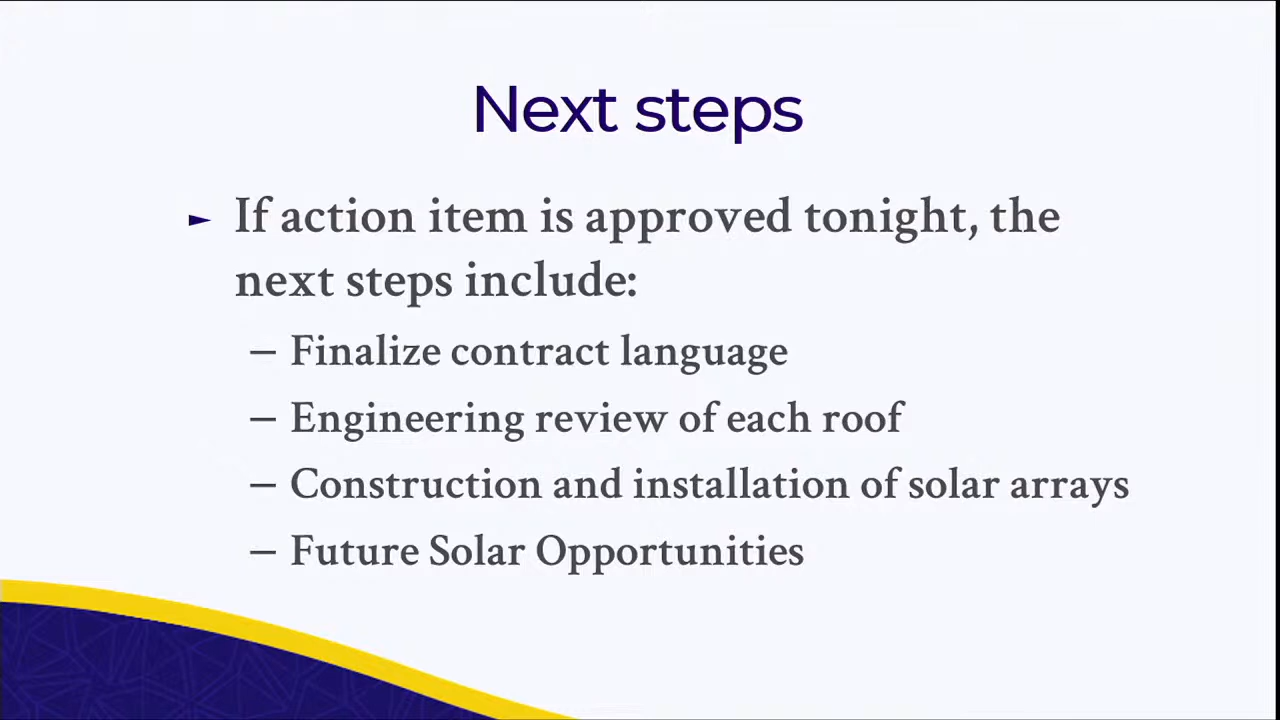 Next steps
► If action item is approved tonight, the
next steps include:
– Finalize contract language
– Engineering review of each roof
– Construction and installation of solar arrays
– Future Solar Opportunities